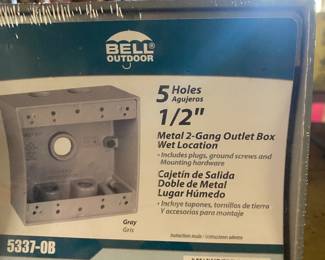 BELL®
OUTDOOR
5 Holes
Agujeros
1/2"
Metal 2-Gang Outlet Box
Wet Location
• Includes plugs, ground screws and
Mounting hardware
Cajetín de Salida
Doble de Metal
Lugar Húmedo
• Incluye tapones, tornillos de tierra
Y accesorios para montaje
Gray
Gris
5337-0B